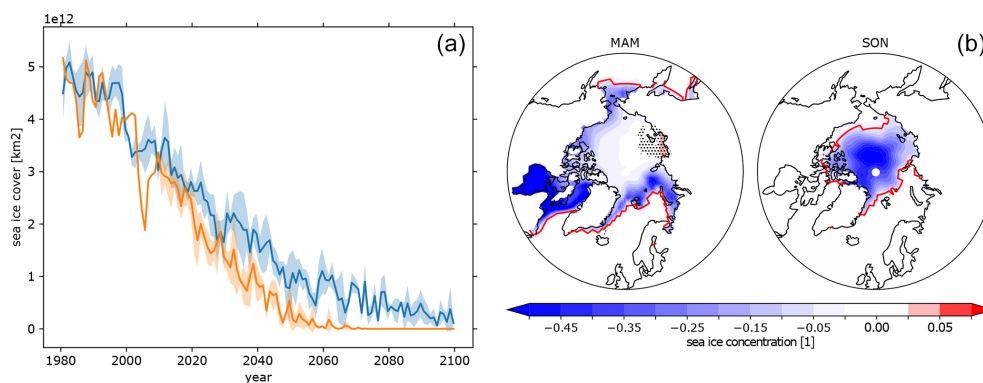 1e12
(a)
5
4
3
2
1
0
sea ice cover [km2]
1980 2000 2020 2040 2060 2080 2100
year
MAM SON (b)
−0.45 −0.35 −0.25 −0.15 −0.05 0.00 0.05
sea ice concentration [1]